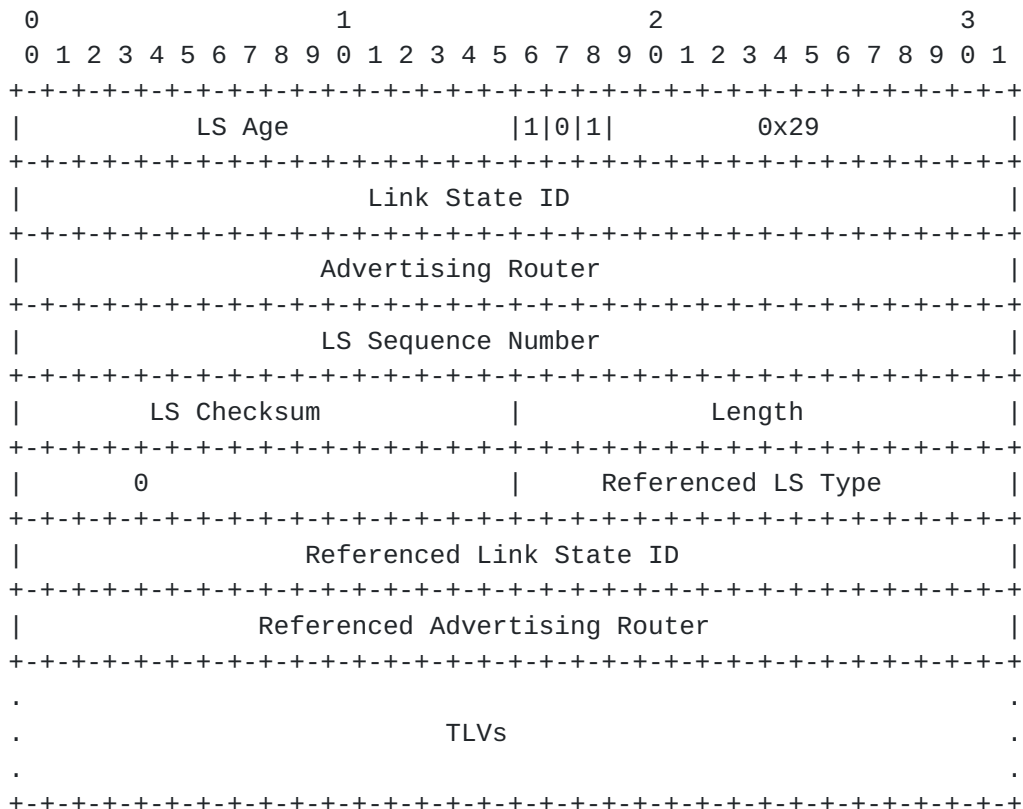 0                   1                   2                   3
 0 1 2 3 4 5 6 7 8 9 0 1 2 3 4 5 6 7 8 9 0 1 2 3 4 5 6 7 8 9 0 1
+-+-+-+-+-+-+-+-+-+-+-+-+-+-+-+-+-+-+-+-+-+-+-+-+-+-+-+-+-+-+-+-+
|           LS Age              |1|0|1|         0x29            |
+-+-+-+-+-+-+-+-+-+-+-+-+-+-+-+-+-+-+-+-+-+-+-+-+-+-+-+-+-+-+-+-+
|                      Link State ID                            |
+-+-+-+-+-+-+-+-+-+-+-+-+-+-+-+-+-+-+-+-+-+-+-+-+-+-+-+-+-+-+-+-+
|                   Advertising Router                          |
+-+-+-+-+-+-+-+-+-+-+-+-+-+-+-+-+-+-+-+-+-+-+-+-+-+-+-+-+-+-+-+-+
|                   LS Sequence Number                          |
+-+-+-+-+-+-+-+-+-+-+-+-+-+-+-+-+-+-+-+-+-+-+-+-+-+-+-+-+-+-+-+-+
|        LS Checksum            |            Length             |
+-+-+-+-+-+-+-+-+-+-+-+-+-+-+-+-+-+-+-+-+-+-+-+-+-+-+-+-+-+-+-+-+
|       0                       |     Referenced LS Type        |
+-+-+-+-+-+-+-+-+-+-+-+-+-+-+-+-+-+-+-+-+-+-+-+-+-+-+-+-+-+-+-+-+
|                  Referenced Link State ID                     |
+-+-+-+-+-+-+-+-+-+-+-+-+-+-+-+-+-+-+-+-+-+-+-+-+-+-+-+-+-+-+-+-+
|               Referenced Advertising Router                   |
+-+-+-+-+-+-+-+-+-+-+-+-+-+-+-+-+-+-+-+-+-+-+-+-+-+-+-+-+-+-+-+-+
.                                                               .
.                           TLVs                                .
.                                                               .
+-+-+-+-+-+-+-+-+-+-+-+-+-+-+-+-+-+-+-+-+-+-+-+-+-+-+-+-+-+-+-+-+